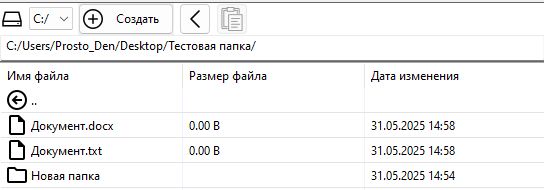 C:/ Создать
C:/Users/Prosto_Den/Desktop/Тестовая папка/
Имя файла Размер файла Дата изменения
..
Документ.docx 0.00 B 31.05.2025 14:58
Документ.txt 0.00 B 31.05.2025 14:58
Новая папка 31.05.2025 14:54